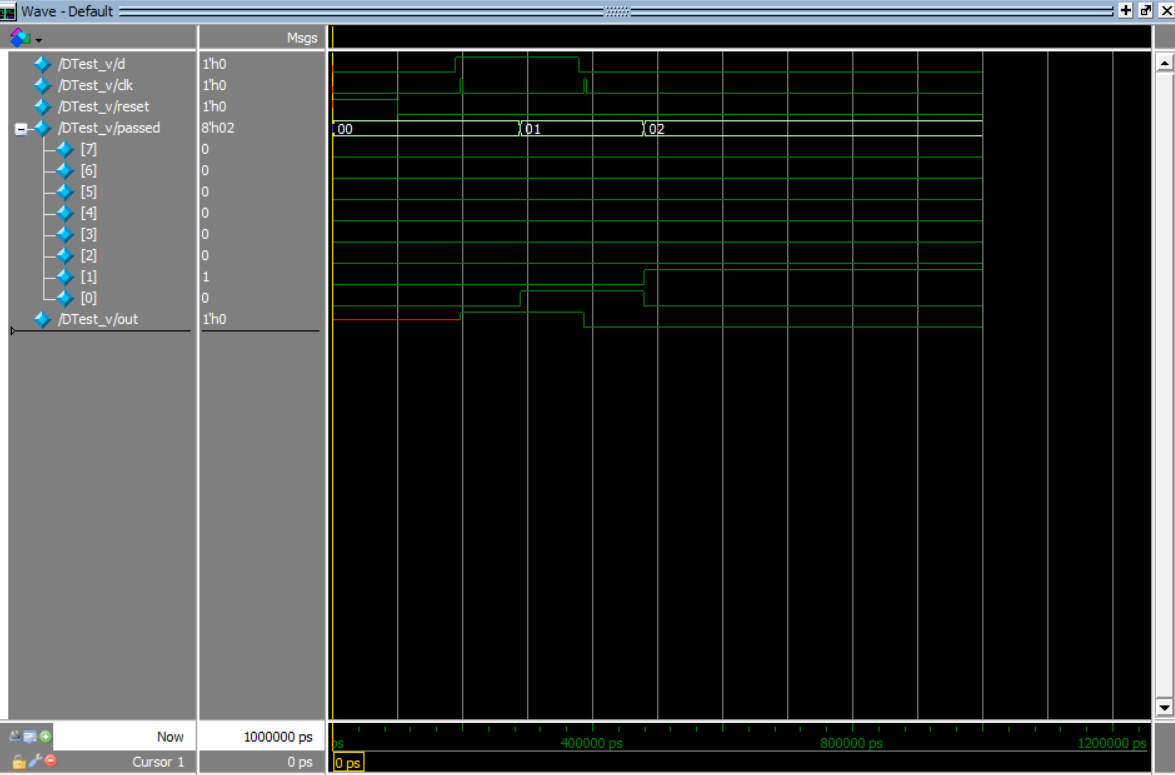 Wave - Default
Msgs
/DTest_v/d 1'h0
/DTest_v/clk 1'h0
/DTest_v/reset 1'h0
/DTest_v/passed 8'h02 00 01 02
[7] 0
[6] 0
[5] 0
[4] 0
[3] 0
[2] 0
[1] 1
[0] 0
/DTest_v/out 1'h0
Now 1000000 ps ps 400000 ps 800000 ps 1200000 ps
Cursor 1 0 ps 0 ps